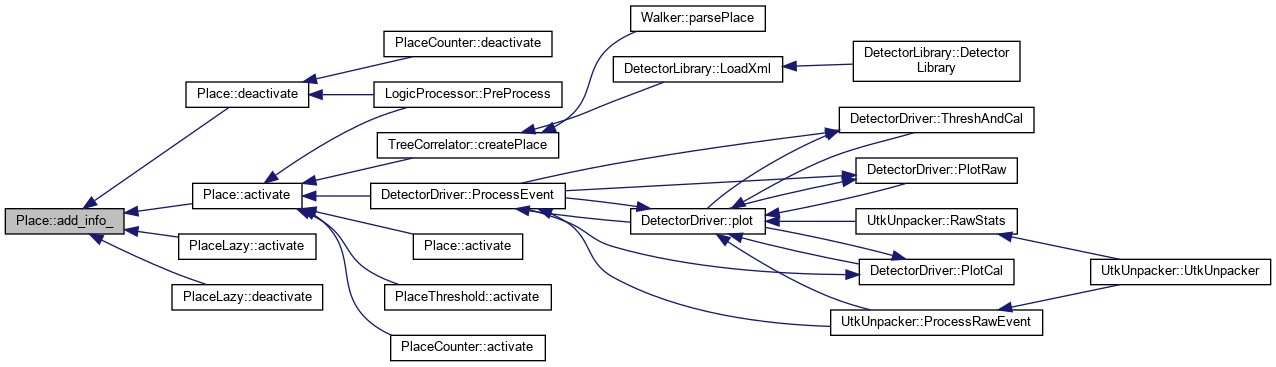 Walker::parsePlace
PlaceCounter::deactivate
DetectorLibrary::Detector
Library
DetectorLibrary::LoadXml
Place::deactivate
LogicProcessor::PreProcess
DetectorDriver::ThreshAndCal
TreeCorrelator::createPlace
DetectorDriver::PlotRaw
Place::activate
DetectorDriver::ProcessEvent
Place::add_info_
DetectorDriver::plot
UtkUnpacker::RawStats
PlaceLazy::activate
Place::activate
DetectorDriver::PlotCal
UtkUnpacker::UtkUnpacker
PlaceLazy::deactivate
PlaceThreshold::activate
UtkUnpacker::ProcessRawEvent
PlaceCounter::activate